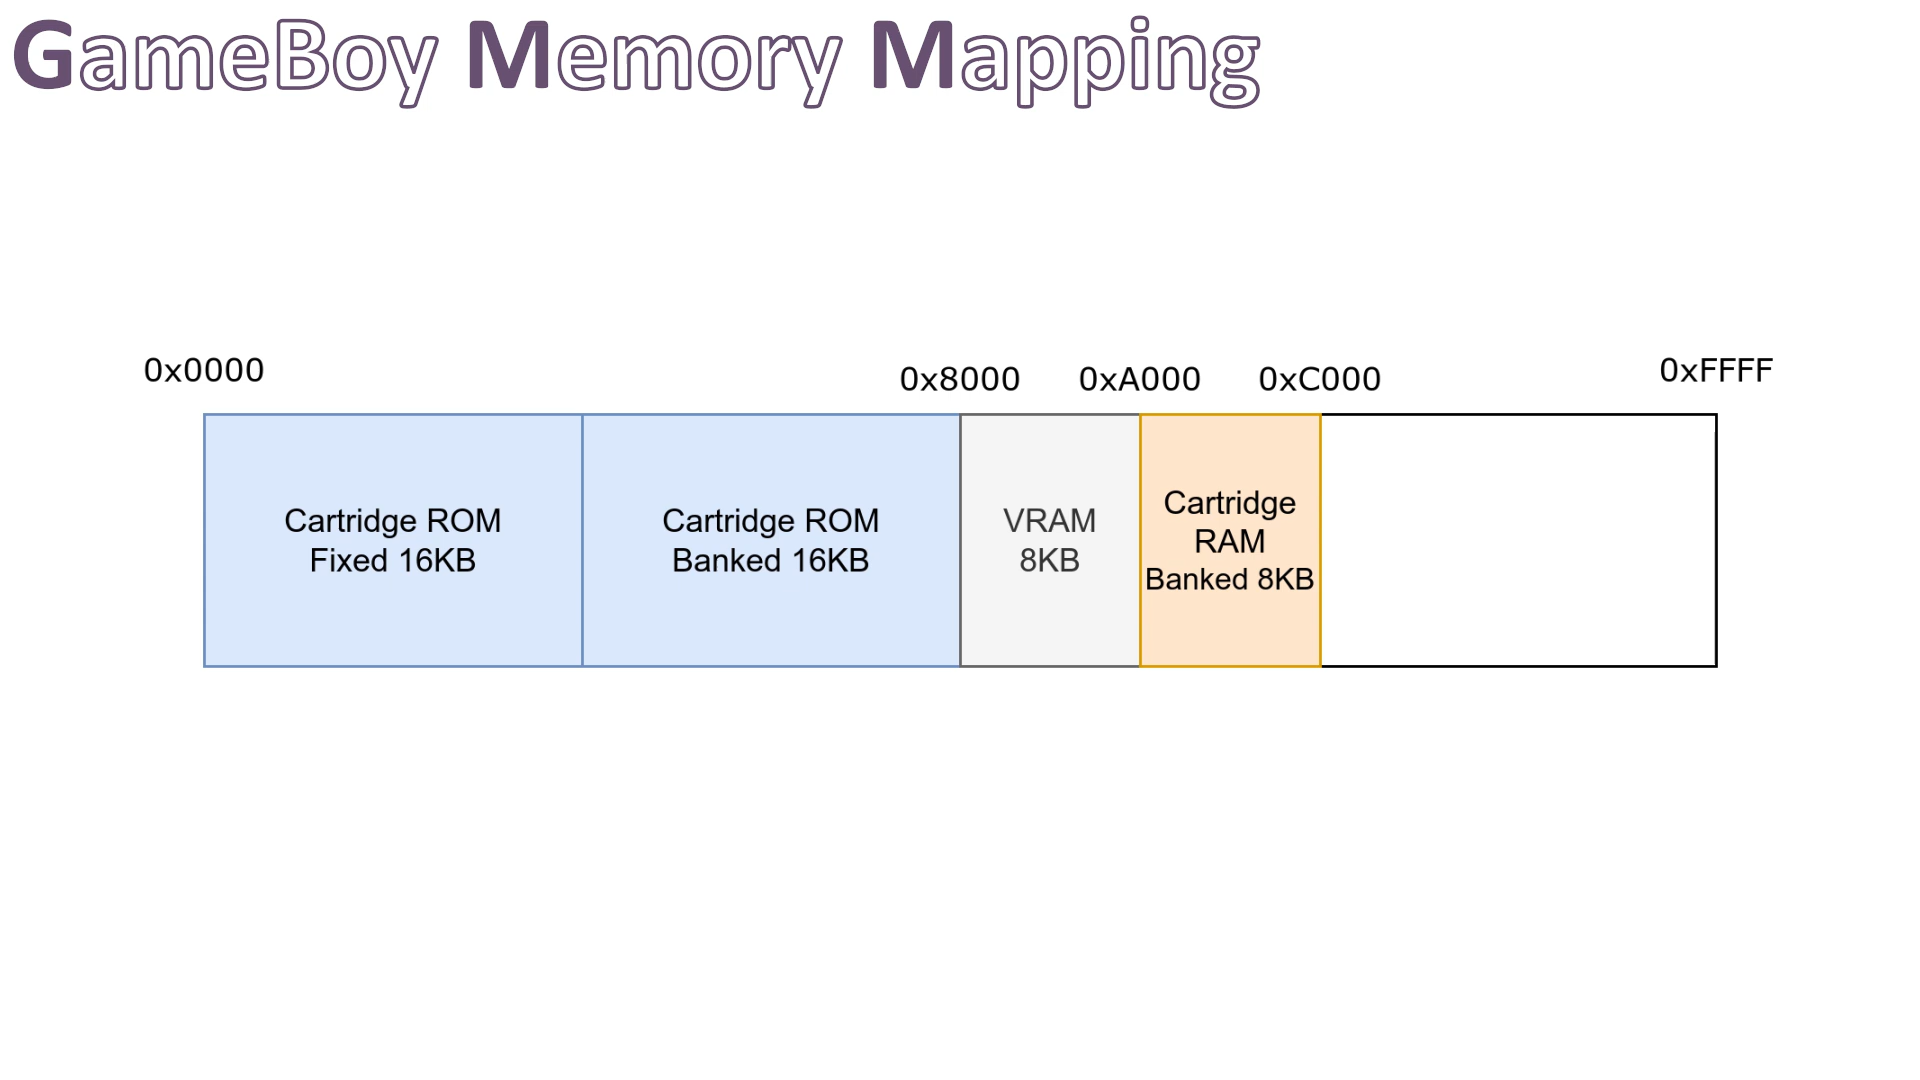 GameBoy Memory Mapping
0x0000
0x8000
0xA000
0xC000
0xFFFF
Cartridge ROM
Fixed 16KB
Cartridge ROM
Banked 16KB
VRAM
8KB
Cartridge
RAM
Banked 8KB